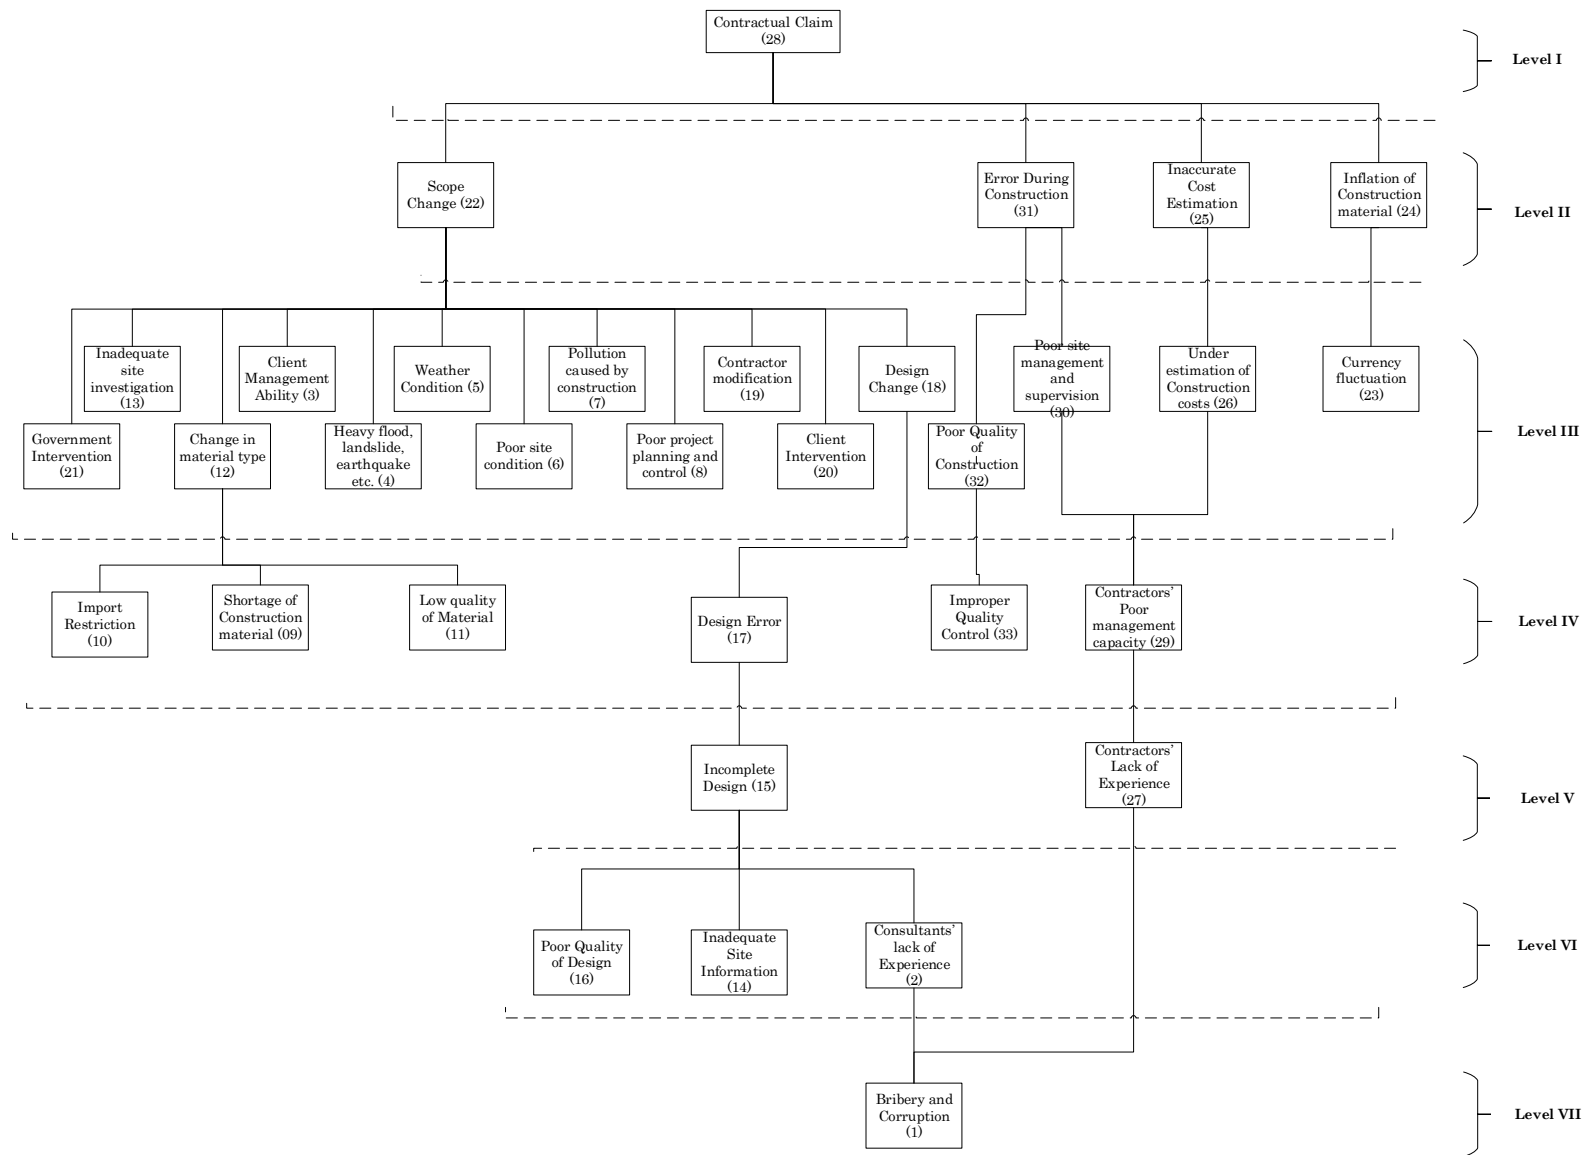 Contractual Claim
(28)
Level I
Scope
Change (22)
Error During
Construction
(31)
Inaccurate
Cost
Estimation
(25)
Inflation of
Construction
material (24)
Level II
Inadequate
site
investigation
(13)
Client
Management
Ability (3)
Weather
Condition (5)
Pollution
caused by
construction
(7)
Contractor
modification
(19)
Design
Change (18)
Poor site
management
and
supervision
(30)
Under
estimation of
Construction
costs (26)
Currency
fluctuation
(23)
Government
Intervention
(21)
Change in
material type
(12)
Heavy flood,
landslide,
earthquake
etc. (4)
Poor site
condition (6)
Poor project
planning and
control (8)
Client
Intervention
(20)
Poor Quality
of
Construction
(32)
Level III
Import
Restriction
(10)
Shortage of
Construction
material (09)
Low quality
of Material
(11)
Design Error
(17)
Improper
Quality
Control (33)
Contractors'
Poor
management
capacity (29)
Level IV
Incomplete
Design (15)
Contractors'
Lack of
Experience
(27)
Level V
Poor Quality
of Design
(16)
Inadequate
Site
Information
(14)
Consultants'
lack of
Experience
(2)
Level VI
Bribery and
Corruption
(1)
Level VII